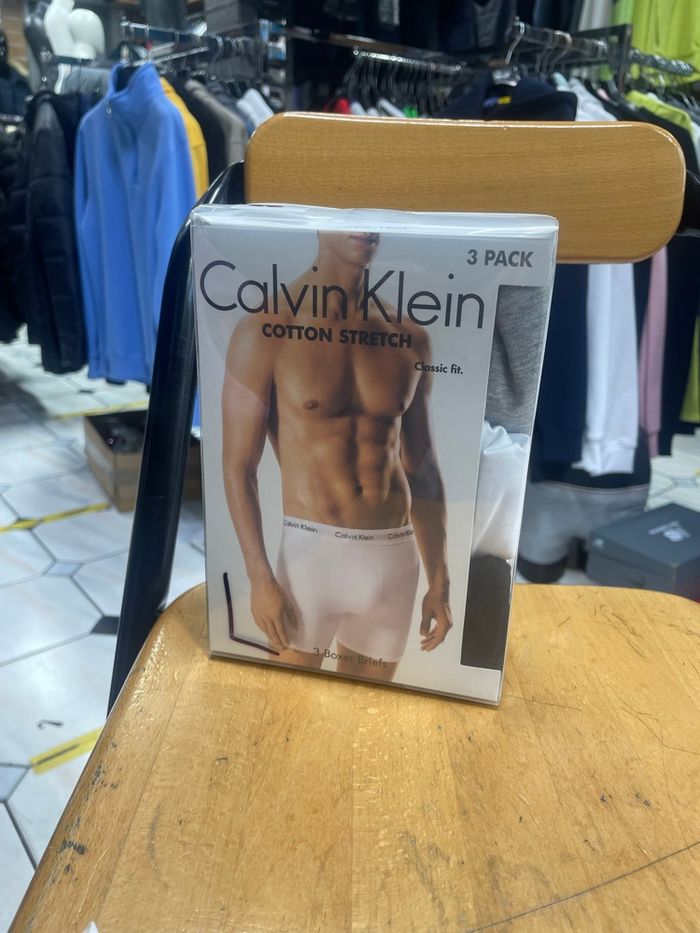 3 PACK
Calvin Klein
COTTON STRETCH
Classic fit.
Calvin Klein Calvin Klein Calvin Klein
L
3 Boxer Briefs